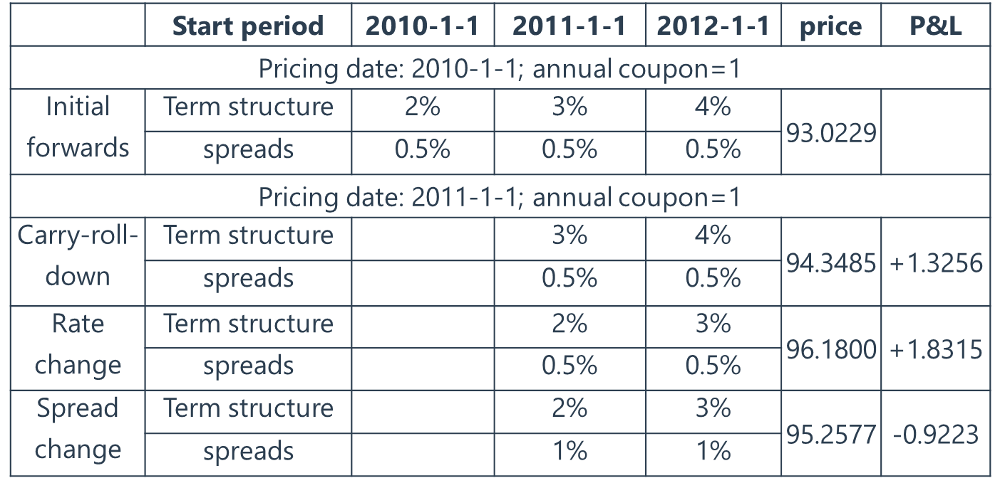 Start period 2010-1-1 2011-1-1 2012-1-1 price P&L
Pricing date: 2010-1-1; annual coupon=1
Initial forwards Term structure 2% 3% 4% 93.0229
spreads 0.5% 0.5% 0.5%
Pricing date: 2011-1-1; annual coupon=1
Carry-roll-down Term structure 3% 4% 94.3485 +1.3256
spreads 0.5% 0.5%
Rate change Term structure 2% 3% 96.1800 +1.8315
spreads 0.5% 0.5%
Spread change Term structure 2% 3% 95.2577 -0.9223
spreads 1% 1%